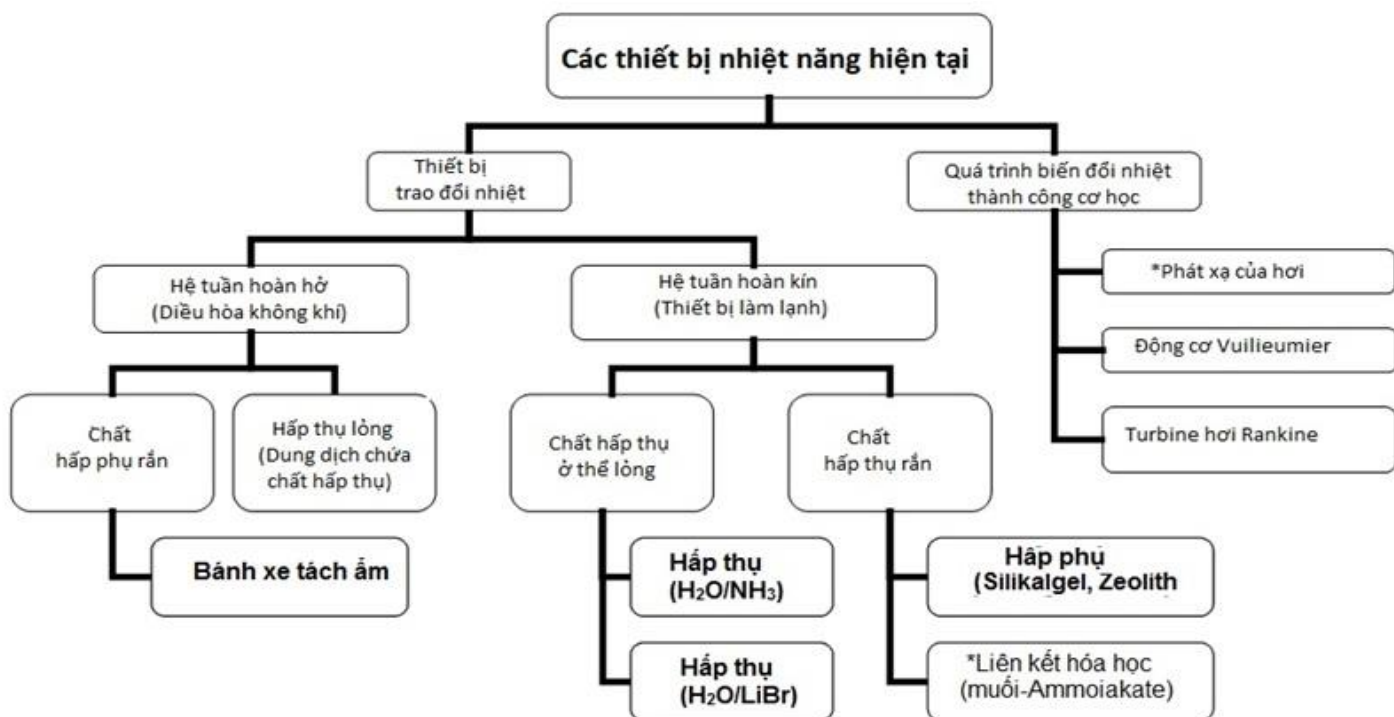 Các thiết bị nhiệt năng hiện tại
Thiết bị
trao đổi nhiệt
Quá trình biến đổi nhiệt
thành công cơ học
Hệ tuần hoàn hở
(Diều hòa không khí)
Hệ tuần hoàn kín
(Thiết bị làm lạnh)
*Phát xạ của hơi
Động cơ Vuilieumier
Turbine hơi Rankine
Chất
hấp phụ rắn
Hấp thụ lỏng
(Dung dịch chứa
chất hấp thụ)
Chất hấp thụ
ở thể lỏng
Chất
hấp thụ rắn
Bánh xe tách ẩm
Hấp thụ
(H₂O/NH₃)
Hấp phụ
(Silikalgel, Zeolith
Hấp thụ
(H₂O/LiBr)
*Liên kết hóa học
(muối-Ammoiakate)